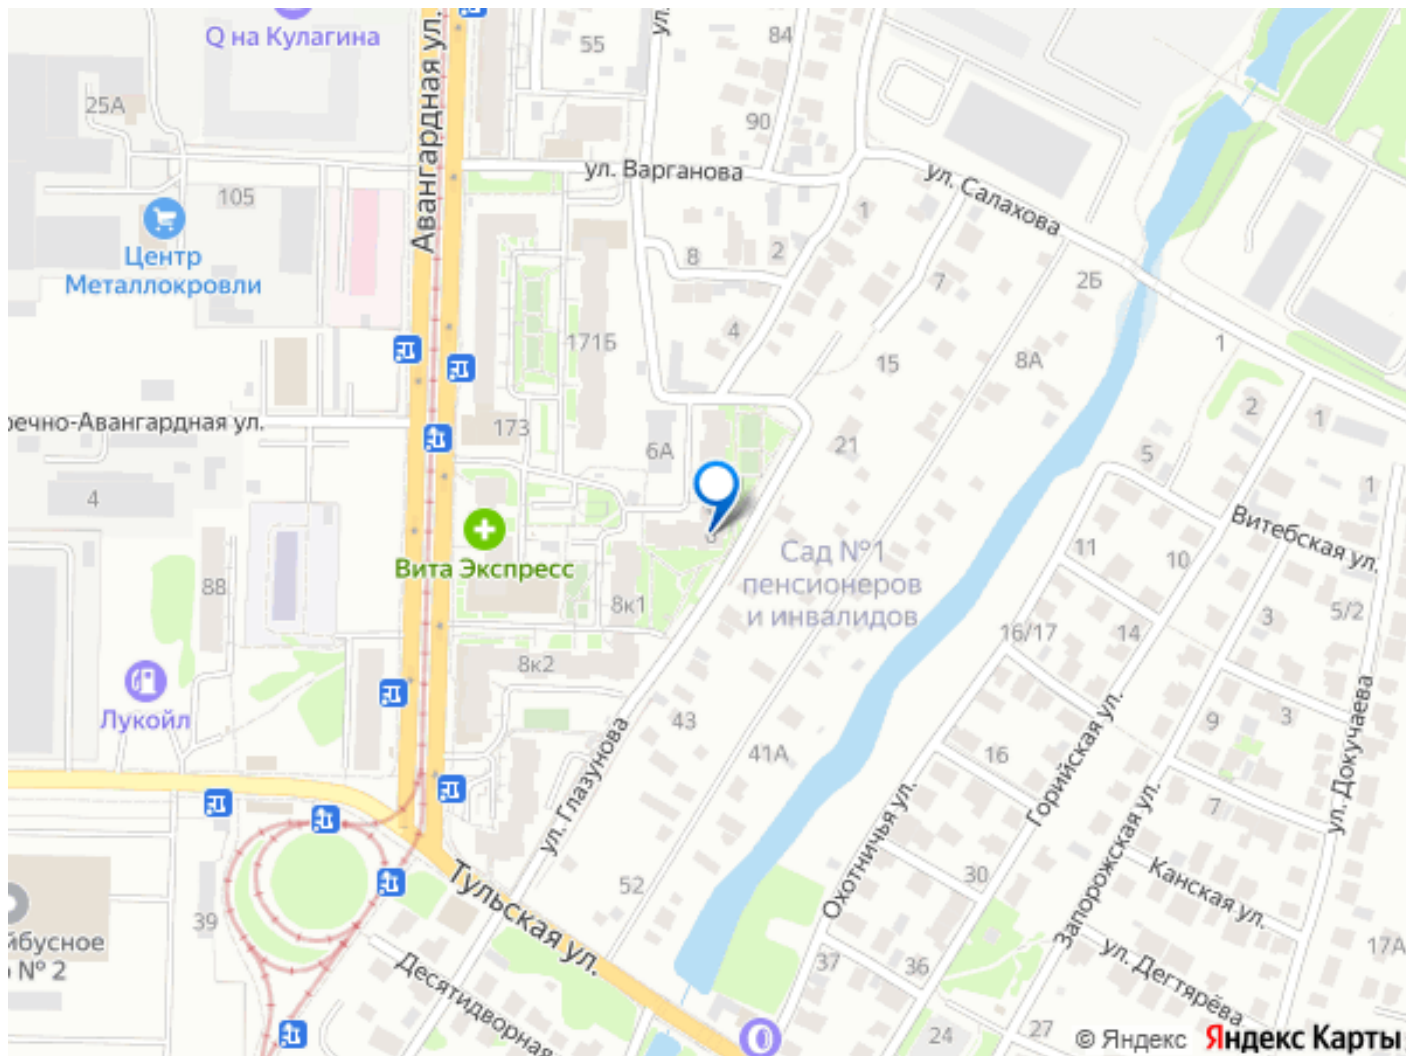 Q на Кулагина
Авангардная ул.
ул.
55
84
25А
90
ул. Варганова
ул. Салахова
105
1
8
2
7
2Б
Центр
Металлокровли
4
171Б
15
8А
1
речно-Авангардная ул.
173
6А
21
2
1
5
1
4
Витебская ул.
Вита Экспресс
Сад №1
пенсионеров
и инвалидов
11
10
88
8к1
3
5/2
16/17
14
8к2
Лукойл
43
41А
16
9
3
ул. Глазунова
Охотничья ул.
Горийская ул.
Запорожская ул.
ул. Докучаева
7
Тульская ул.
52
30
Канская ул.
39
йбусное
о № 2
Десятидворная
37
36
ул. Дегтярёва
17А
24
27
© Яндекс
Яндекс Карты